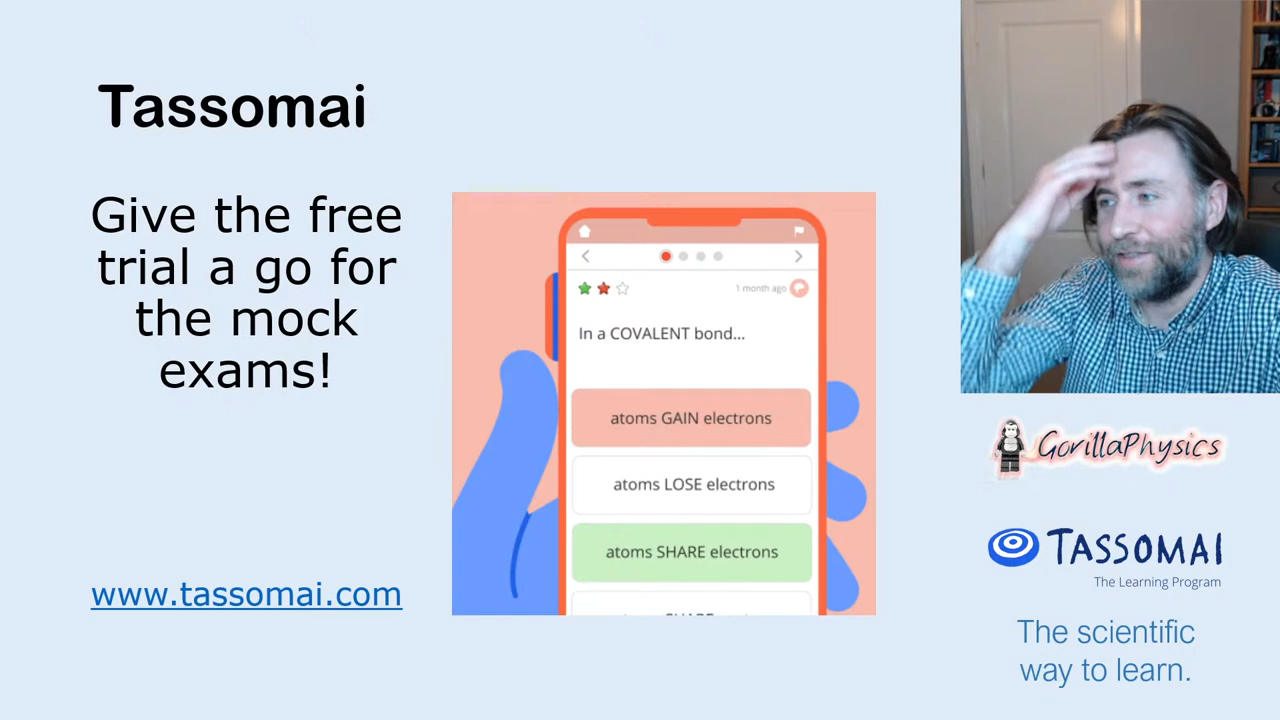 Tassomai
Give the free
trial a go for
the mock
exams!
www.tassomai.com
1 month ago
In a COVALENT bond...
atoms GAIN electrons
atoms LOSE electrons
atoms SHARE electrons
GorillaPhysics
TASSOMAI
The Learning Program
The scientific
way to learn.